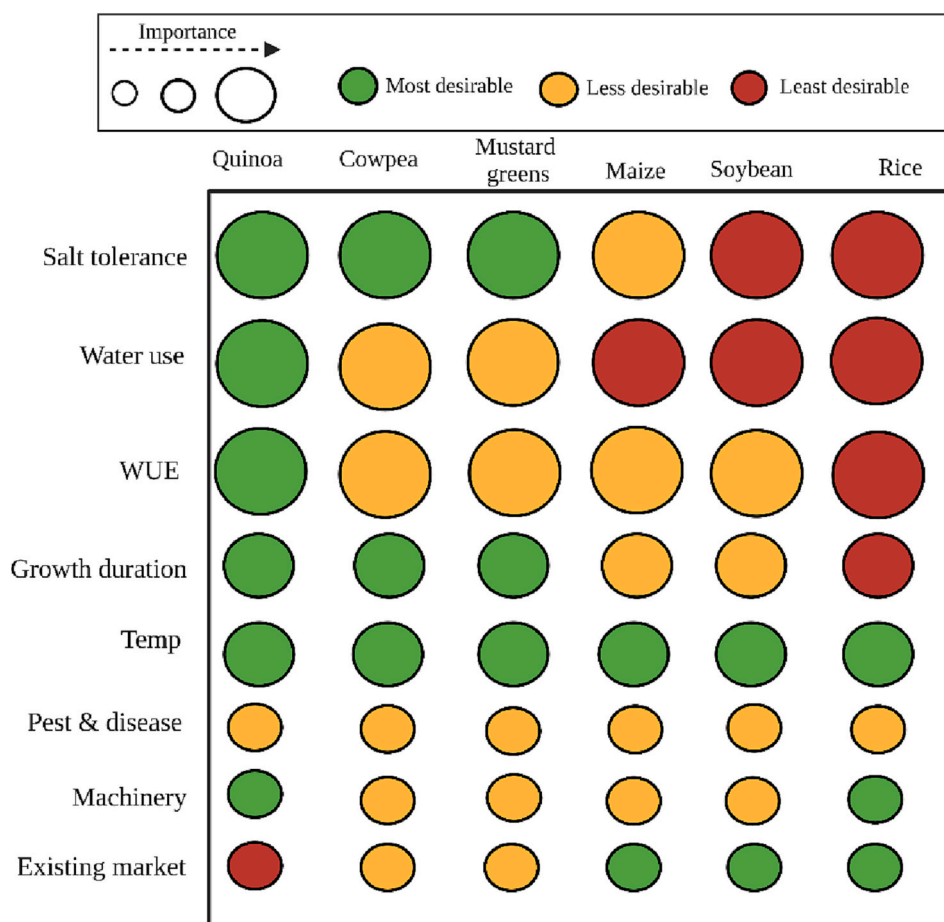 Importance
Most desirable
Less desirable
Least desirable
Quinoa
Cowpea
Mustard
greens
Maize
Soybean
Rice
Salt tolerance
Water use
WUE
Growth duration
Temp
Pest & disease
Machinery
Existing market